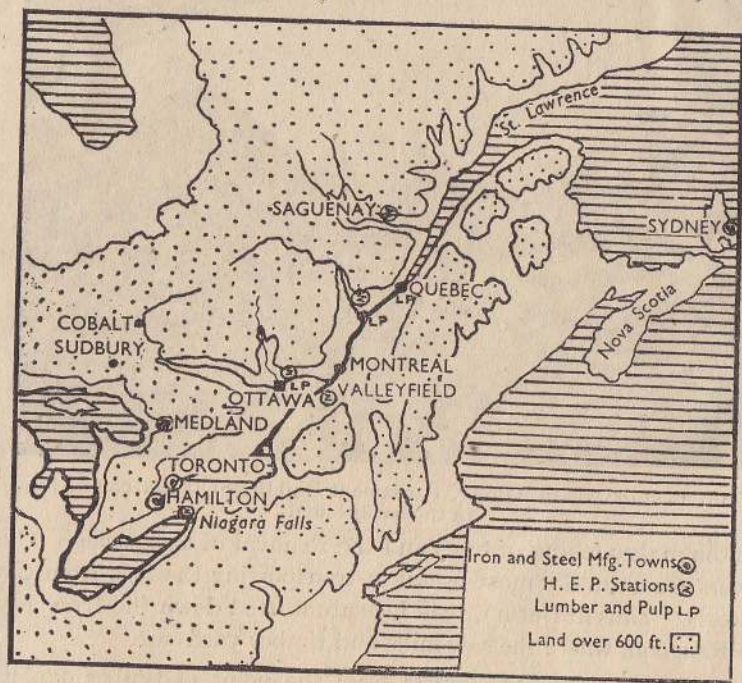 St. Lawrence
SAGUENAY
SYDNEY
QUEBEC
LP
LP
Nova Scotia
COBALT
SUDBURY
MONTREAL
LP
OTTAWA
VALLEYFIELD
MEDLAND
TORONTO
HAMILTON
Niagara Falls
Iron and Steel Mfg. Towns
H. E. P. Stations
Lumber and Pulp LP
Land over 600 ft.